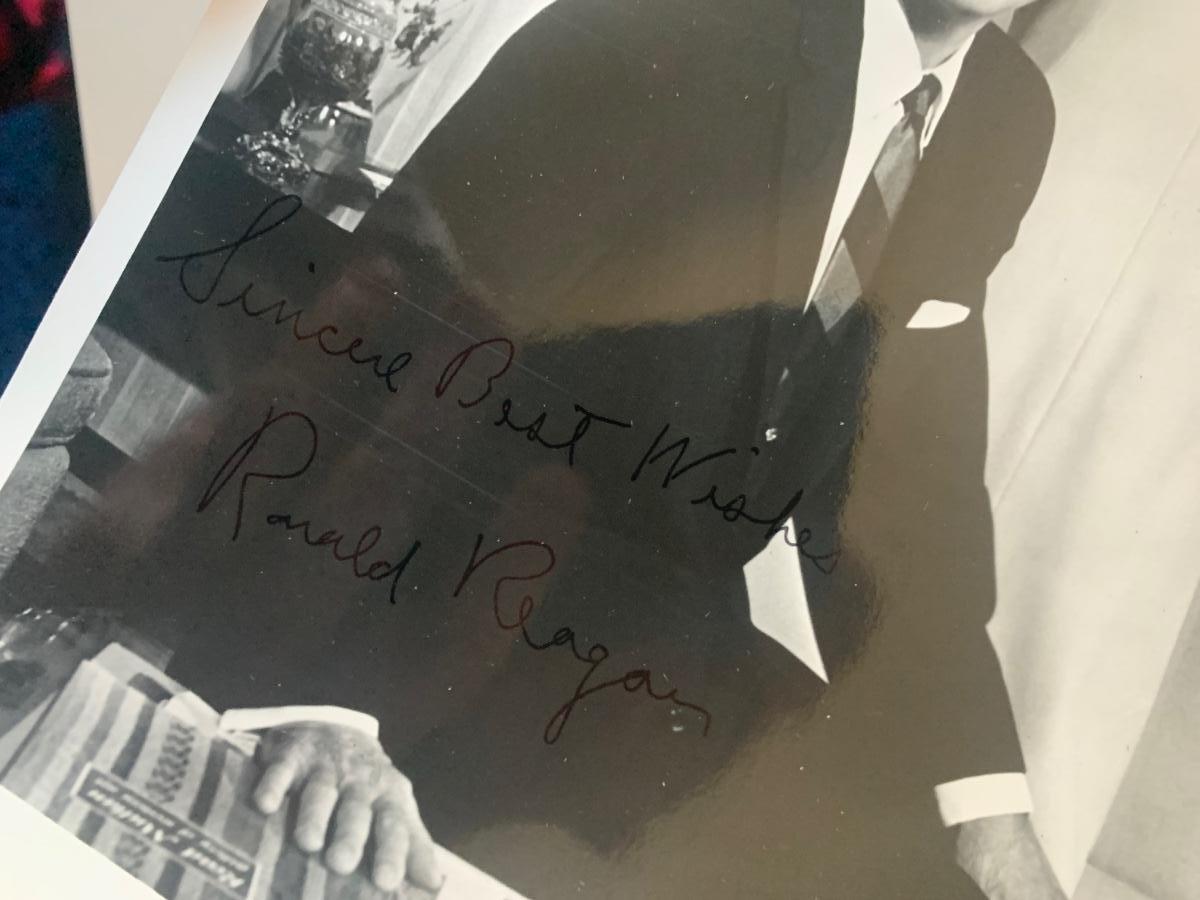 Sincere Best Wishes
Ronald Reagan